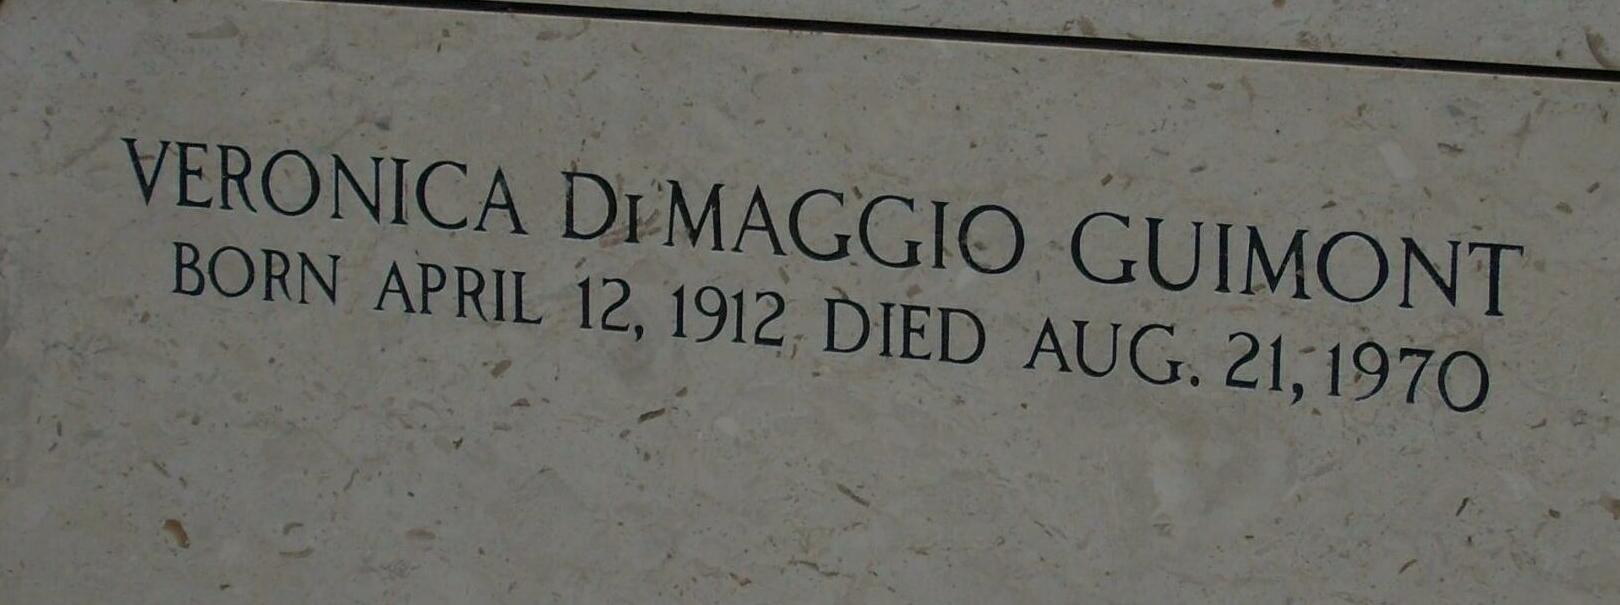 VERONICA DiMAGGIO GUIMONT
BORN APRIL 12, 1912 DIED AUG. 21, 1970